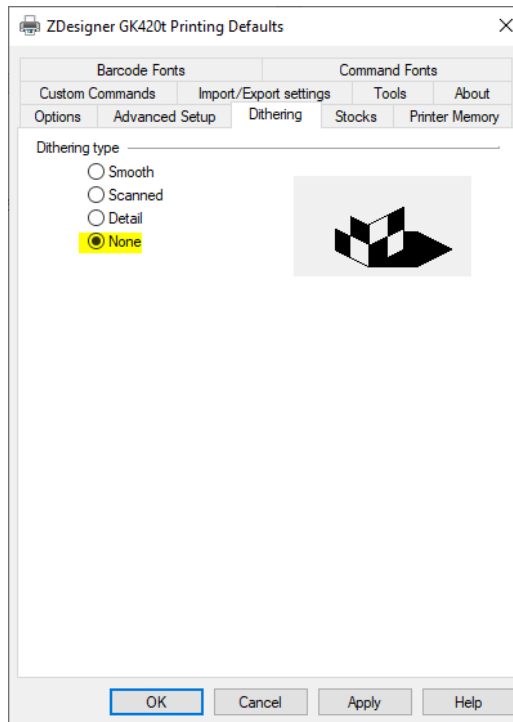 ZDesigner GK420t Printing Defaults
Barcode Fonts Command Fonts
Custom Commands Import/Export settings Tools About
Options Advanced Setup Dithering Stocks Printer Memory
Dithering type
Smooth
Scanned
Detail
None
OK Cancel Apply Help